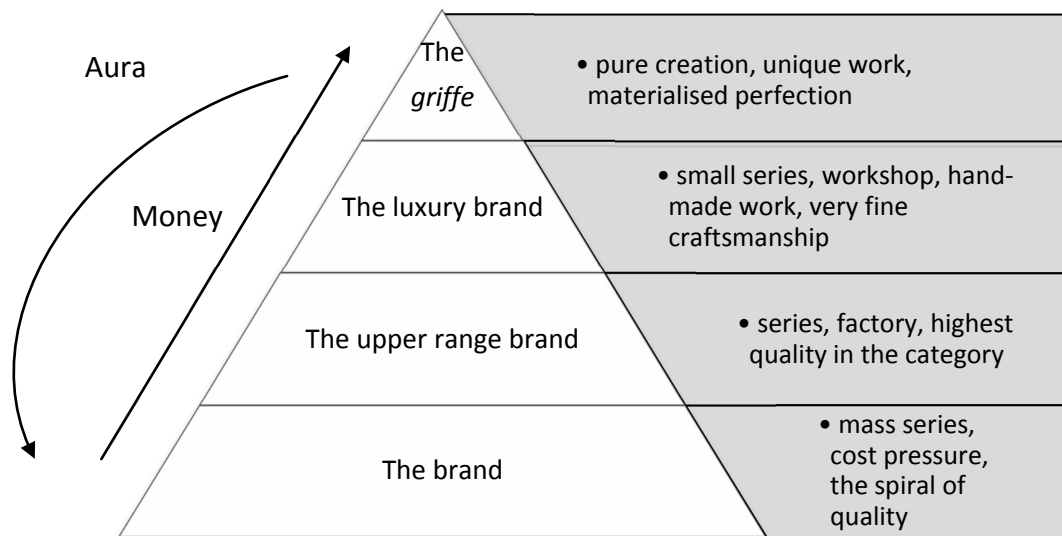 Aura
Money
The
griffe
• pure creation, unique work,
materialised perfection
The luxury brand
• small series, workshop, hand-
made work, very fine
craftsmanship
The upper range brand
• series, factory, highest
quality in the category
The brand
• mass series,
cost pressure,
the spiral of
quality